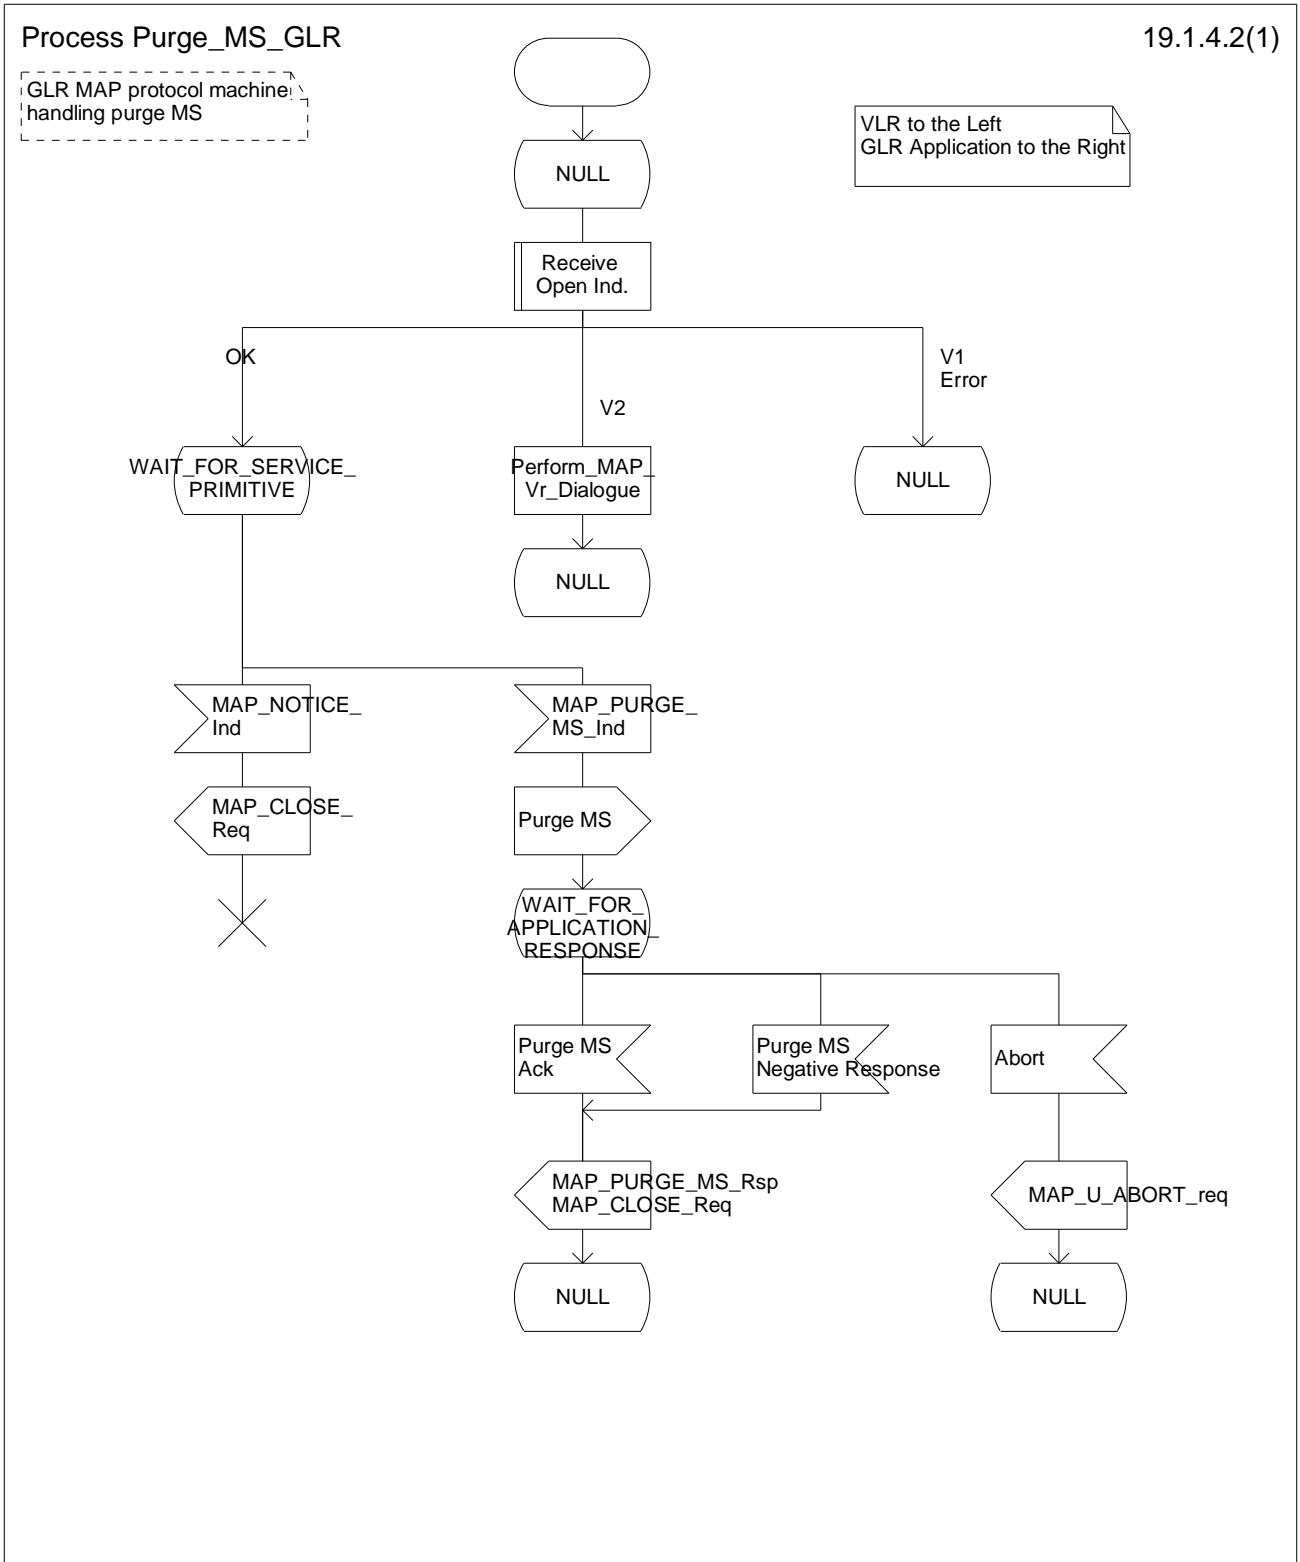 Process Purge_MS_GLR
19.1.4.2(1)
GLR MAP protocol machine
handling purge MS
VLR to the Left
GLR Application to the Right
NULL
Receive
Open Ind.
OK
V1
Error
V2
WAIT_FOR_SERVICE_
PRIMITIVE
Perform_MAP_
Vr_Dialogue
NULL
NULL
MAP_NOTICE_
Ind
MAP_PURGE_
MS_Ind
MAP_CLOSE_
Req
Purge MS
WAIT_FOR_
APPLICATION_
RESPONSE
Purge MS
Ack
Purge MS
Negative Response
Abort
MAP_PURGE_MS_Rsp
MAP_CLOSE_Req
MAP_U_ABORT_req
NULL
NULL